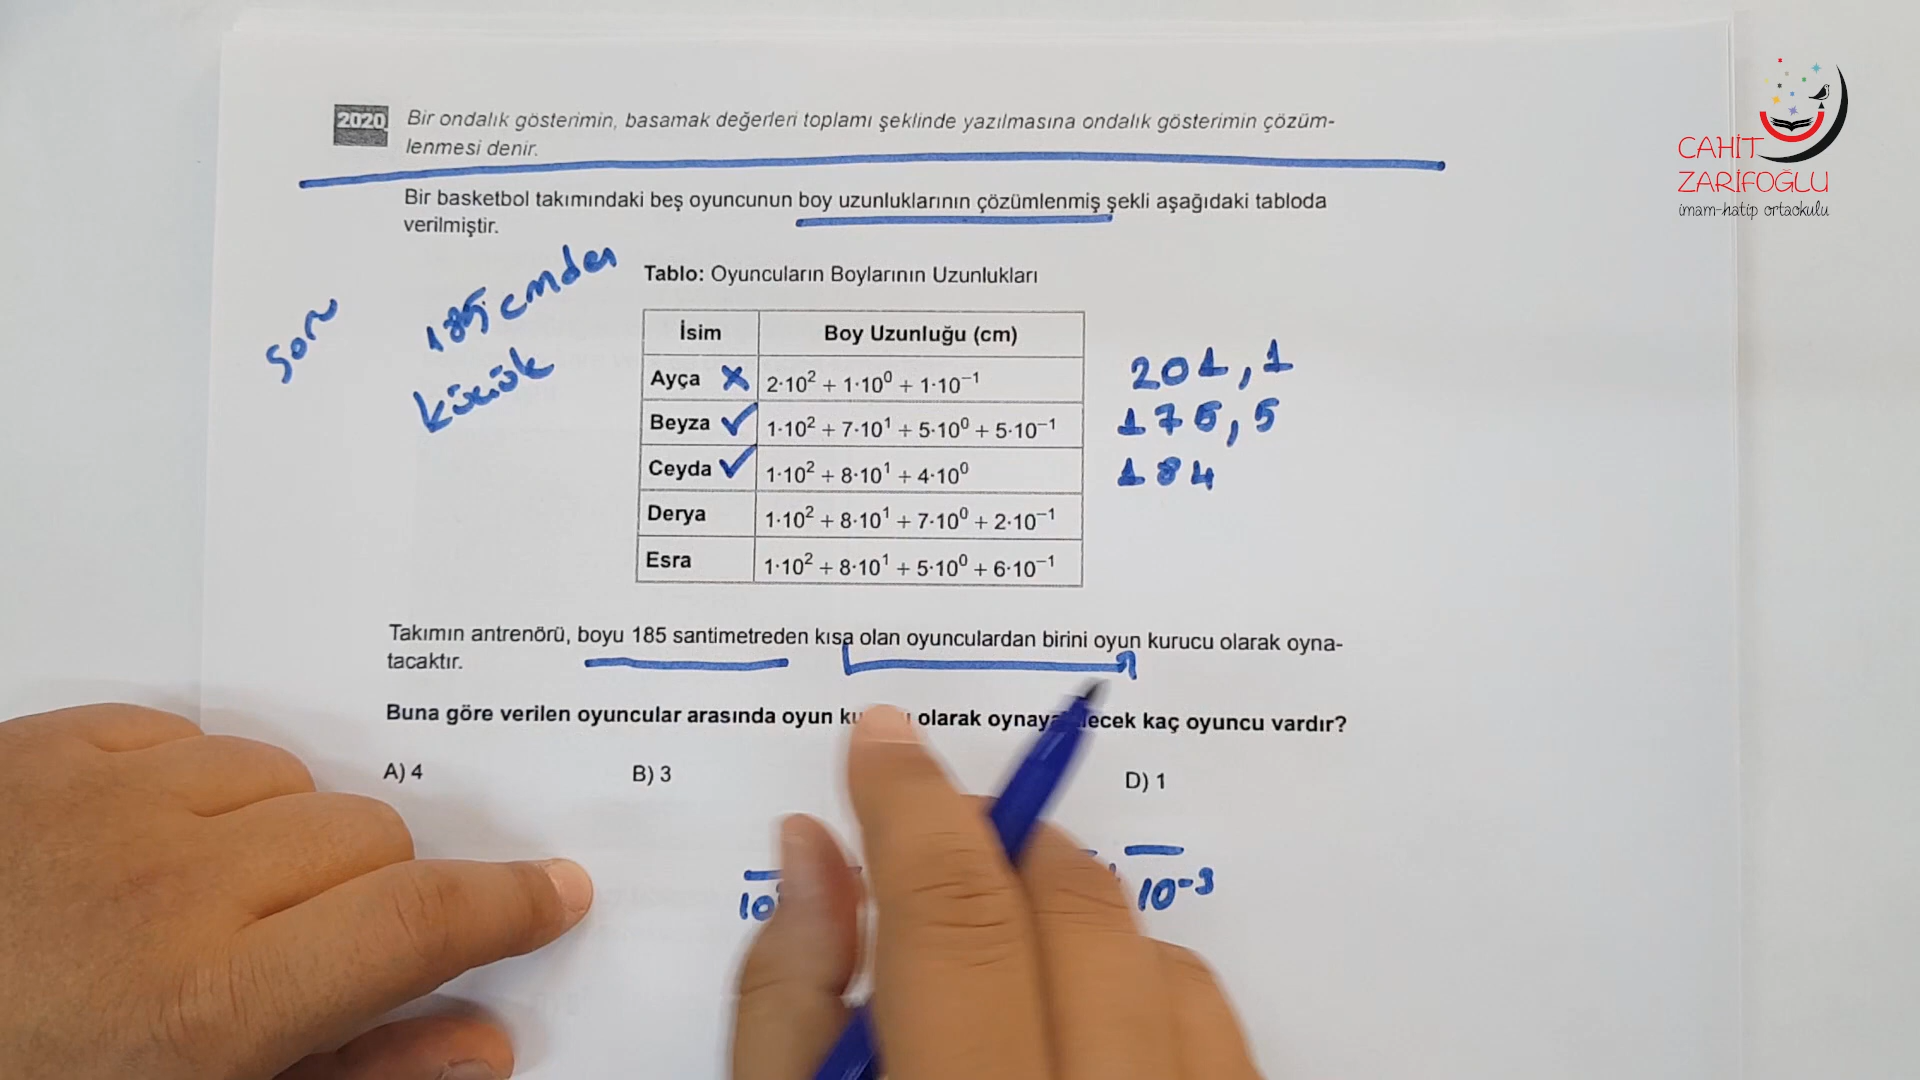 CAHİT
ZARİFOĞLU
imam-hatip ortaokulu
2020
Bir ondalık gösterimin, basamak değerleri toplamı şeklinde yazılmasına ondalık gösterimin çözüm-
lenmesi denir.
Bir basketbol takımındaki beş oyuncunun boy uzunluklarının çözümlenmiş şekli aşağıdaki tabloda
verilmiştir.
soru
185 cmden
küçük
Tablo: Oyuncuların Boylarının Uzunlukları
İsim Boy Uzunluğu (cm)
Ayça ✗ 2·10² + 1·10⁰ + 1·10⁻¹ 201,1
Beyza ✓ 1·10² + 7·10¹ + 5·10⁰ + 5·10⁻¹ 175,5
Ceyda ✓ 1·10² + 8·10¹ + 4·10⁰ 184
Derya 1·10² + 8·10¹ + 7·10⁰ + 2·10⁻¹
Esra 1·10² + 8·10¹ + 5·10⁰ + 6·10⁻¹
Takımın antrenörü, boyu 185 santimetreden kısa olan oyunculardan birini oyun kurucu olarak oyna-
tacaktır.
Buna göre verilen oyuncular arasında oyun olarak kaç oyuncu vardır?
A) 4 B) 3 D) 1
10 10⁻³